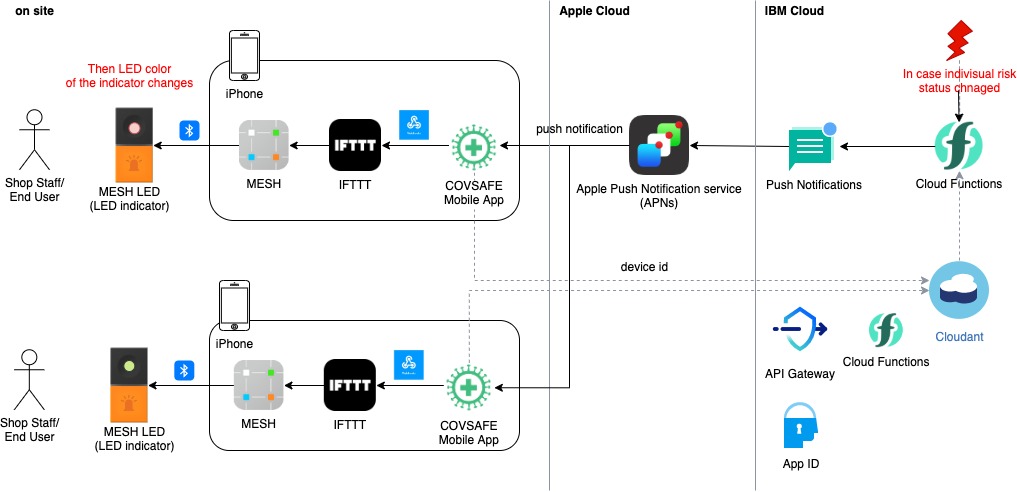 on site
Apple Cloud
IBM Cloud
Then LED color
of the indicator changes
iPhone
In case indivisual risk
status chnaged
push notification
IFTTT
Shop Staff/
End User
MESH LED
(LED indicator)
MESH
IFTTT
COVSAFE
Mobile App
Apple Push Notification service
(APNs)
Push Notifications
Cloud Functions
device id
iPhone
Cloudant
API Gateway
Cloud Functions
IFTTT
Shop Staff/
End User
MESH LED
(LED indicator)
MESH
IFTTT
COVSAFE
Mobile App
App ID